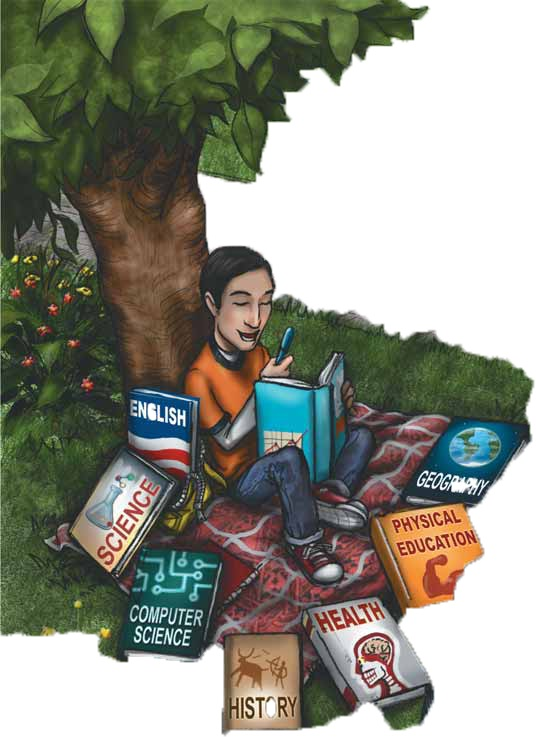 ENGLISH
SCIENCE
GEOGRAPHY
PHYSICAL
EDUCATION
COMPUTER
SCIENCE
HEALTH
HISTORY